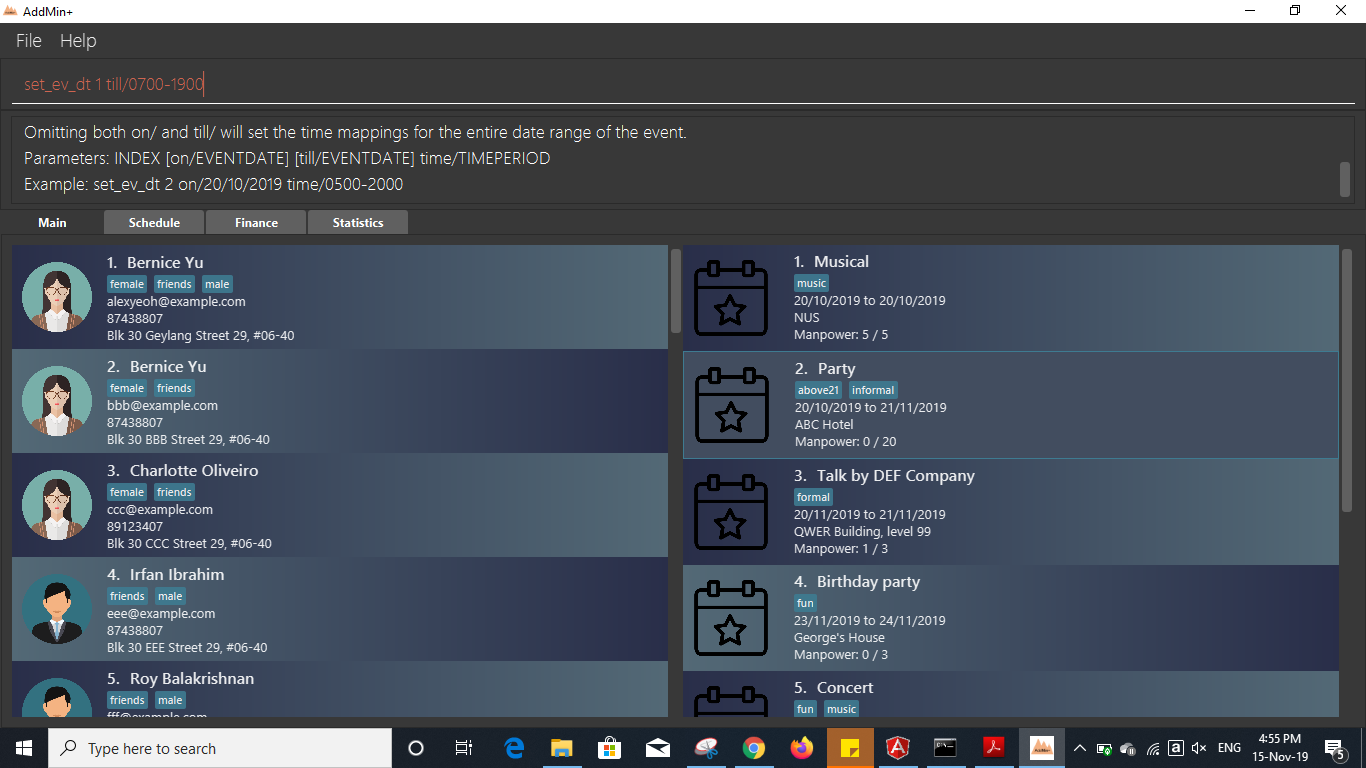 AddMin+
File Help
set_ev_dt 1 till/0700-1900
Omitting both on/ and till/ will set the time mappings for the entire date range of the event.
Parameters: INDEX [on/EVENTDATE] [till/EVENTDATE] time/TIMEPERIOD
Example: set_ev_dt 2 on/20/10/2019 time/0500-2000
Main Schedule Finance Statistics
1. Bernice Yu
female friends male
alexyeoh@example.com
87438807
Blk 30 Geylang Street 29, #06-40
2. Bernice Yu
female friends
bbb@example.com
87438807
Blk 30 BBB Street 29, #06-40
3. Charlotte Oliveiro
female friends
ccc@example.com
89123407
Blk 30 CCC Street 29, #06-40
4. Irfan Ibrahim
friends male
eee@example.com
87438807
Blk 30 EEE Street 29, #06-40
5. Roy Balakrishnan
friends male
fff@example.com
1. Musical
music
20/10/2019 to 20/10/2019
NUS
Manpower: 5 / 5
2. Party
above21 informal
20/10/2019 to 21/11/2019
ABC Hotel
Manpower: 0 / 20
3. Talk by DEF Company
formal
20/11/2019 to 21/11/2019
QWER Building, level 99
Manpower: 1 / 3
4. Birthday party
fun
23/11/2019 to 24/11/2019
George's House
Manpower: 0 / 3
5. Concert
fun music
Type here to search
ENG
4:55 PM
15-Nov-19
5